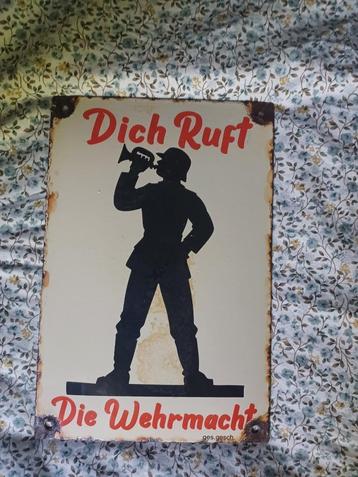 Dich Ruft
Die Wehrmacht
ges.gesch.